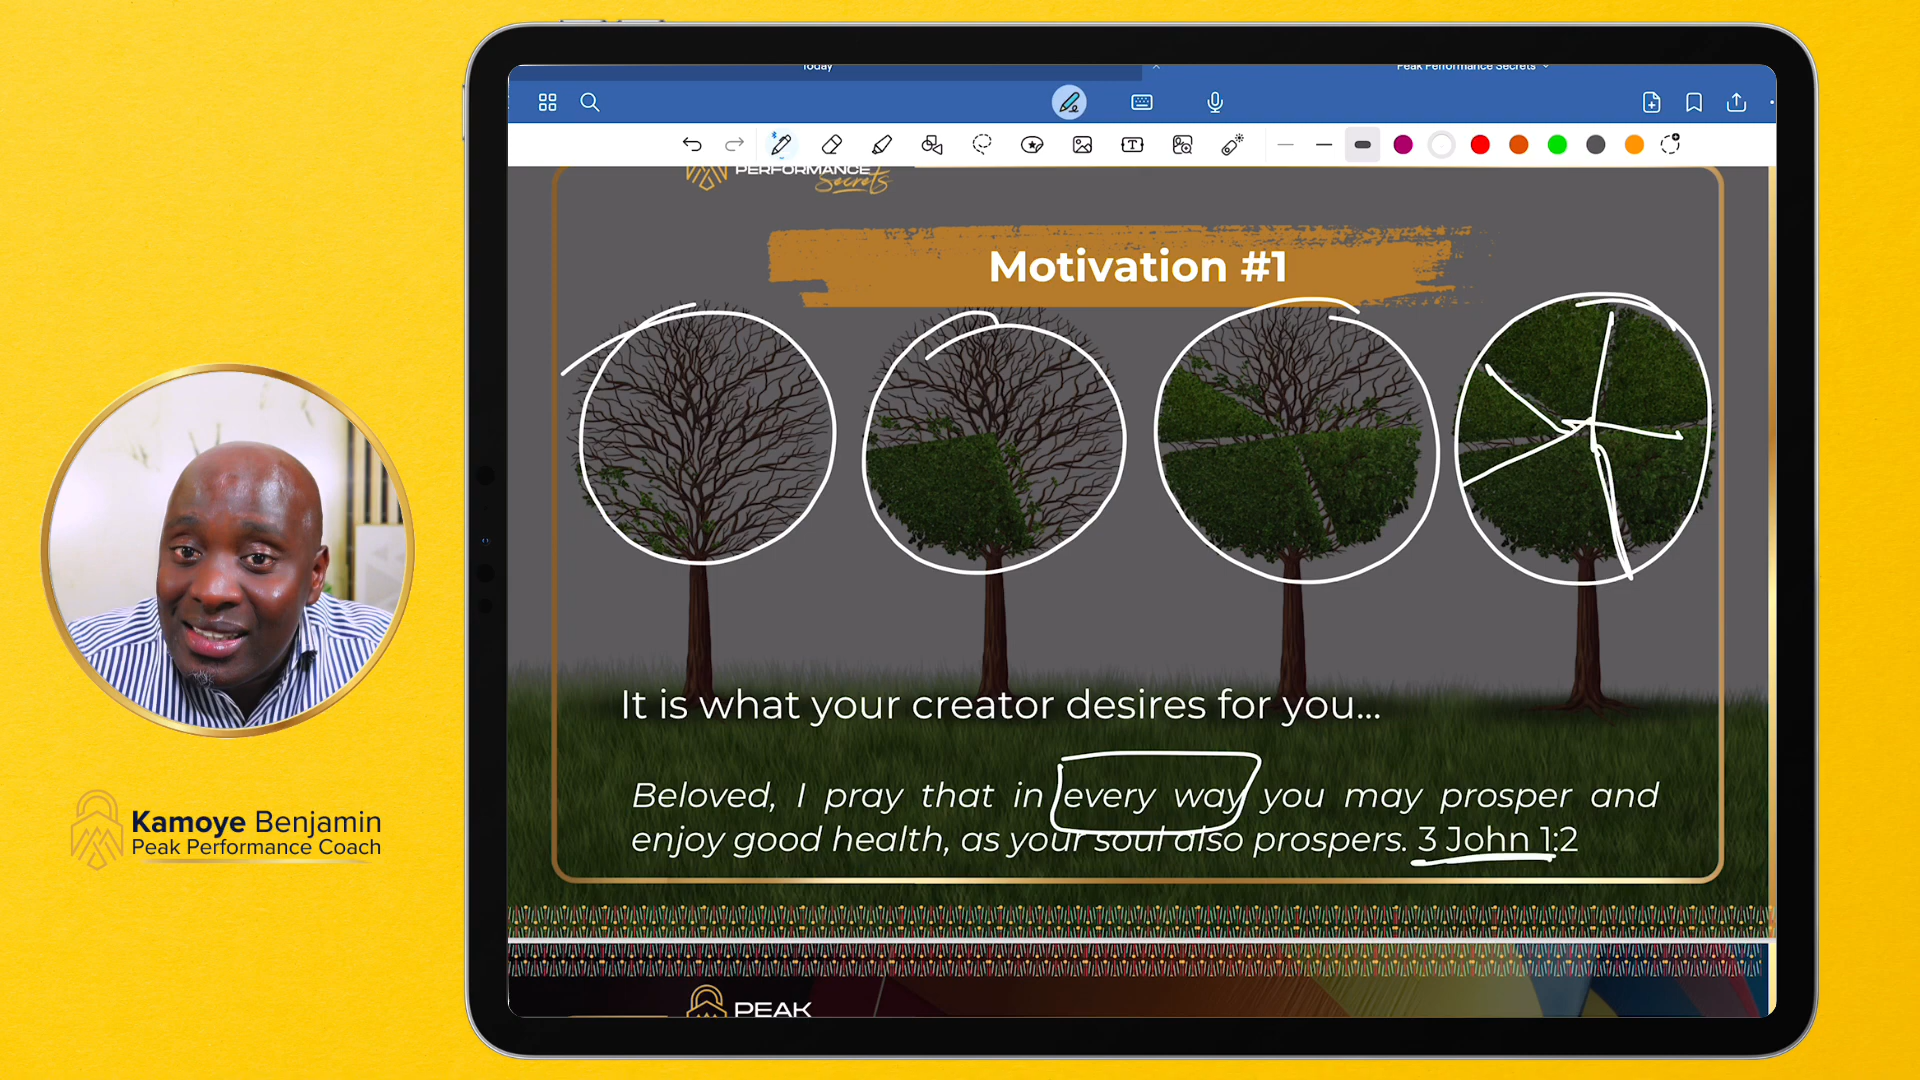 Today
Peak Performance Secrets
PERFORMANCE
Secrets
Motivation #1
It is what your creator desires for you...
Beloved, I pray that in every way you may prosper and
enjoy good health, as your soul also prospers. 3 John 1:2
PEAK
Kamoye Benjamin
Peak Performance Coach